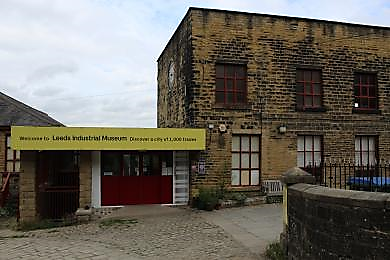 Welcome to Leeds Industrial Museum Discover a city of 1,000 trades